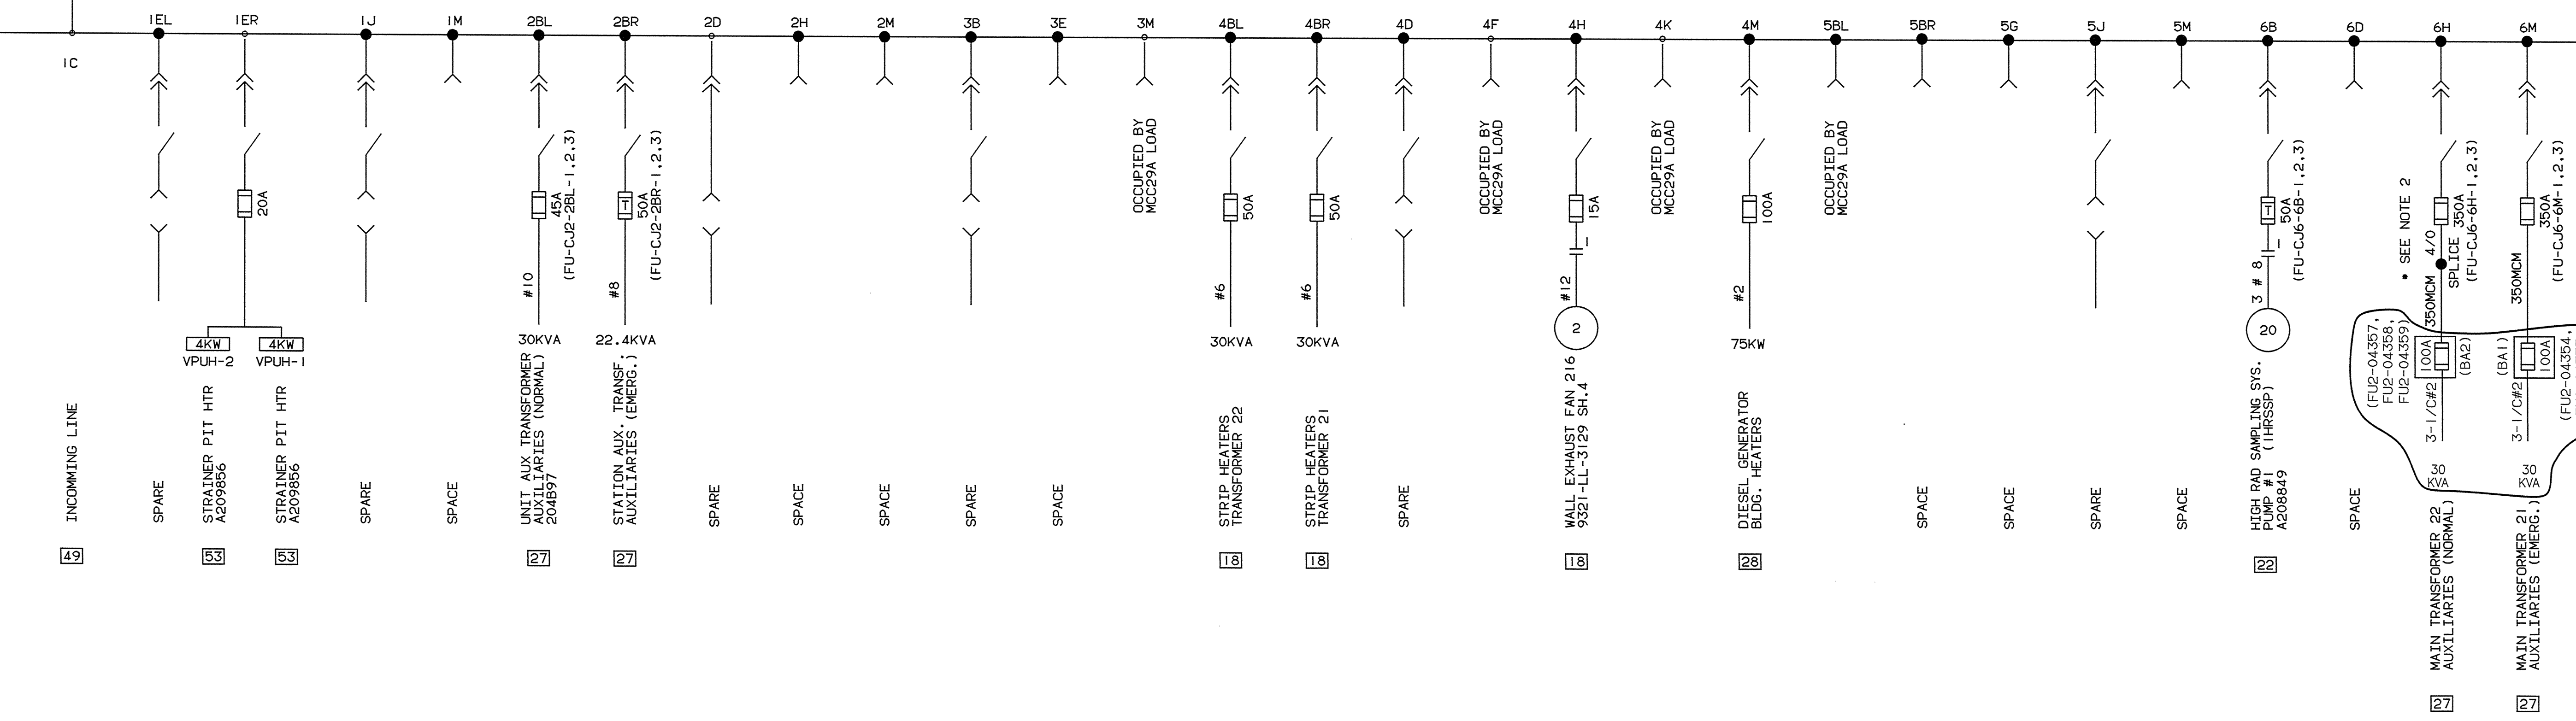 1EL
1ER
1J
1M
2BL
2BR
2D
2H
2M
3B
3E
3M
4BL
4BR
4D
4F
4H
4K
4M
5BL
5BR
5G
5J
5M
6B
6D
6H
6M
1C
INCOMMING LINE
49
SPARE
20A
4KW
VPUH-2
4KW
VPUH-1
STRAINER PIT HTR
A209856
53
STRAINER PIT HTR
A209856
53
SPARE
SPACE
45A
(FU-CJ2-2BL-1,2,3)
#10
30KVA
UNIT AUX TRANSFORMER
AUXILIARIES (NORMAL)
204B97
27
50A
(FU-CJ2-2BR-1,2,3)
#8
22.4KVA
STATION AUX. TRANSF.
AUXILIARIES (EMERG.)
27
SPARE
SPACE
SPACE
SPARE
SPACE
OCCUPIED BY
MCC29A LOAD
50A
#6
30KVA
STRIP HEATERS
TRANSFORMER 22
18
50A
#6
30KVA
STRIP HEATERS
TRANSFORMER 21
18
SPARE
OCCUPIED BY
MCC29A LOAD
15A
#12
2
WALL EXHAUST FAN 216
9321-LL-3129 SH.4
18
OCCUPIED BY
MCC29A LOAD
100A
#2
75KW
DIESEL GENERATOR
BLDG. HEATERS
28
OCCUPIED BY
MCC29A LOAD
SPACE
SPACE
SPARE
SPACE
T
50A
(FU-CJ6-6B-1,2,3)
3 # 8
20
HIGH RAD SAMPLING SYS.
PUMP #1 (1HRSSP)
A208849
22
SPACE
* SEE NOTE 2
350A
(FU-CJ6-6H-1,2,3)
4/0
SPLICE
350MCM
(FU2-04357,
FU2-04358,
FU2-04359)
100A
(BA2)
3-1/C#2
30
KVA
MAIN TRANSFORMER 22
AUXILIARIES (NORMAL)
27
350A
(FU-CJ6-6M-1,2,3)
350MCM
(BA1)
100A
(FU2-04354,
3-1/C#2
30
KVA
MAIN TRANSFORMER 21
AUXILIARIES (EMERG.)
27